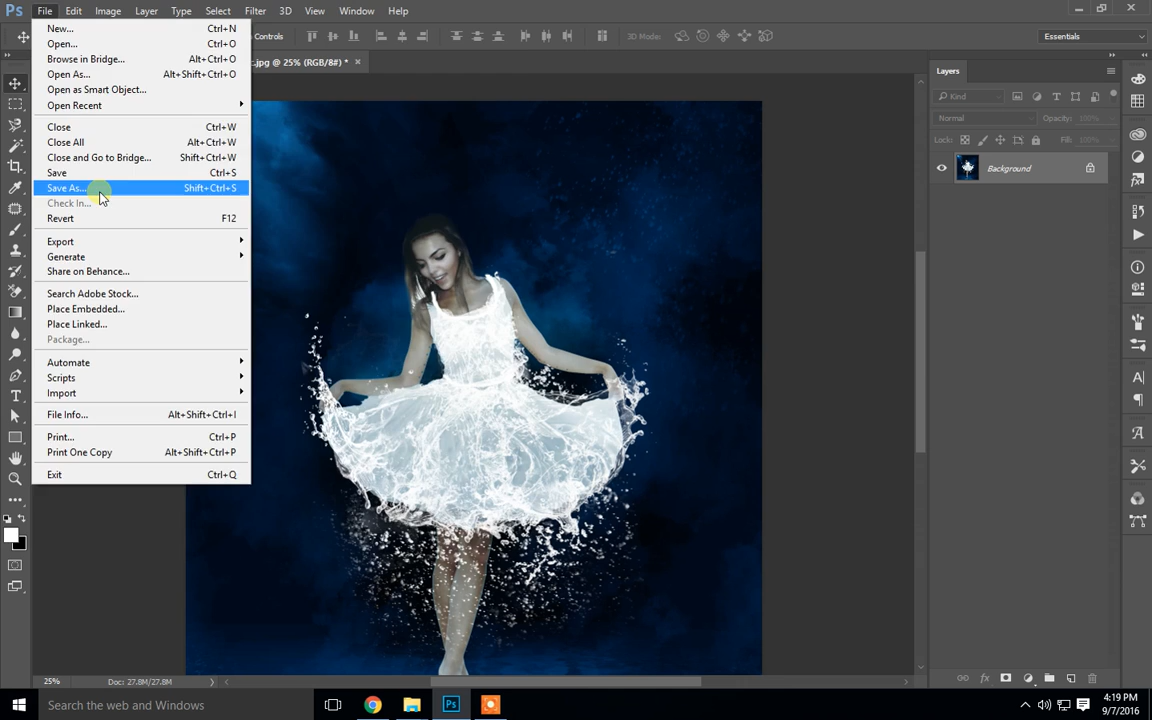 Ps File Edit Image Layer Type Select Filter 3D View Window Help
Controls 3D Mode: Essentials
.jpg @ 25% (RGB/8#) * ×
New... Ctrl+N
Open... Ctrl+O
Browse in Bridge... Alt+Ctrl+O
Open As... Alt+Shift+Ctrl+O
Open as Smart Object...
Open Recent
Close Ctrl+W
Close All Alt+Ctrl+W
Close and Go to Bridge... Shift+Ctrl+W
Save Ctrl+S
Save As... Shift+Ctrl+S
Check In...
Revert F12
Export
Generate
Share on Behance...
Search Adobe Stock...
Place Embedded...
Place Linked...
Package...
Automate
Scripts
Import
File Info... Alt+Shift+Ctrl+I
Print... Ctrl+P
Print One Copy Alt+Shift+Ctrl+P
Exit Ctrl+Q
Layers
Kind
Normal Opacity: 100%
Lock: Fill: 100%
Background
25% Doc: 27.8M/27.8M
Search the web and Windows
Ps
4:19 PM
9/7/2016